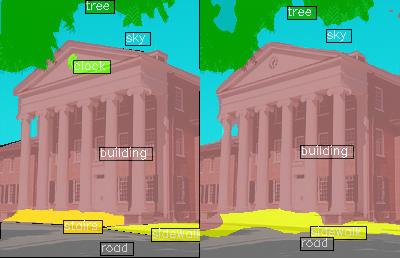 tree
sky
clock
building
stairs
sidewalk
road
tree
sky
building
sidewalk
road